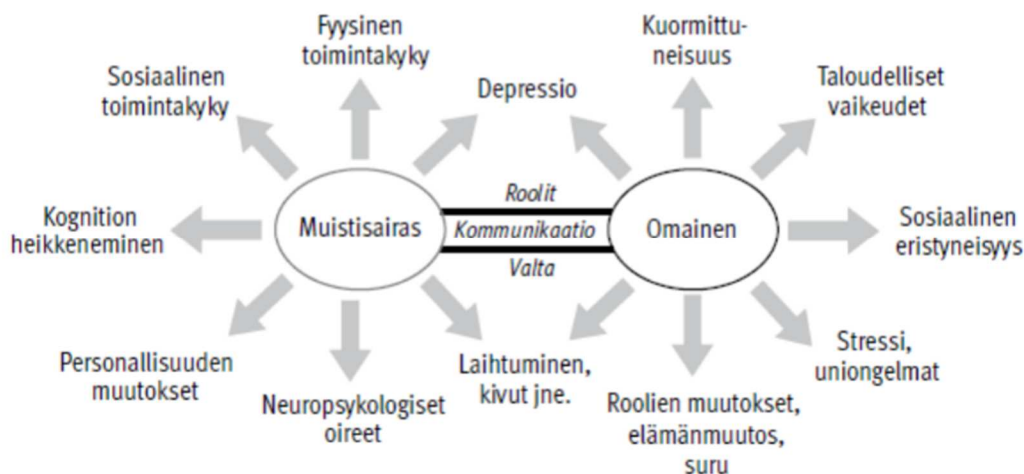 Fyysinen
toimintakyky
Kuormittu-
neisuus
Sosiaalinen
toimintakyky
Depressio
Taloudelliset
vaikeudet
Kognition
heikkeneminen
Muistisairas
Roolit
Kommunikaatio
Valta
Omainen
Sosiaalinen
eristyneisyys
Personallisuuden
muutokset
Neuropsykologiset
oireet
Laihtuminen,
kivut jne.
Roolien muutokset,
elämänmuutos,
suru
Stressi,
uniongelmat